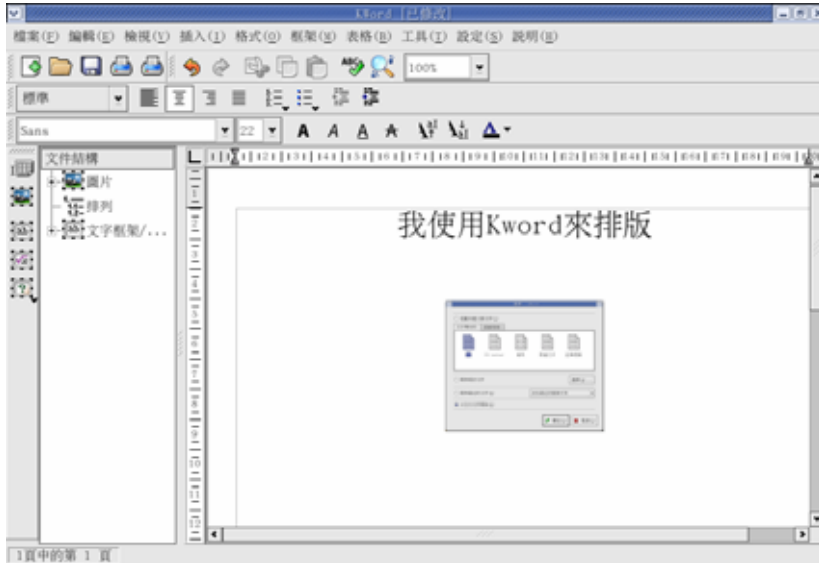 KWord [已修改]
檔案(F) 編輯(E) 檢視(V) 插入(I) 格式(O) 框架(M) 表格(B) 工具(T) 設定(S) 說明(H)
100%
標準
Sans 22
文件結構
圖片
排列
文字框架/...
我使用Kword來排版
1頁中的第 1 頁